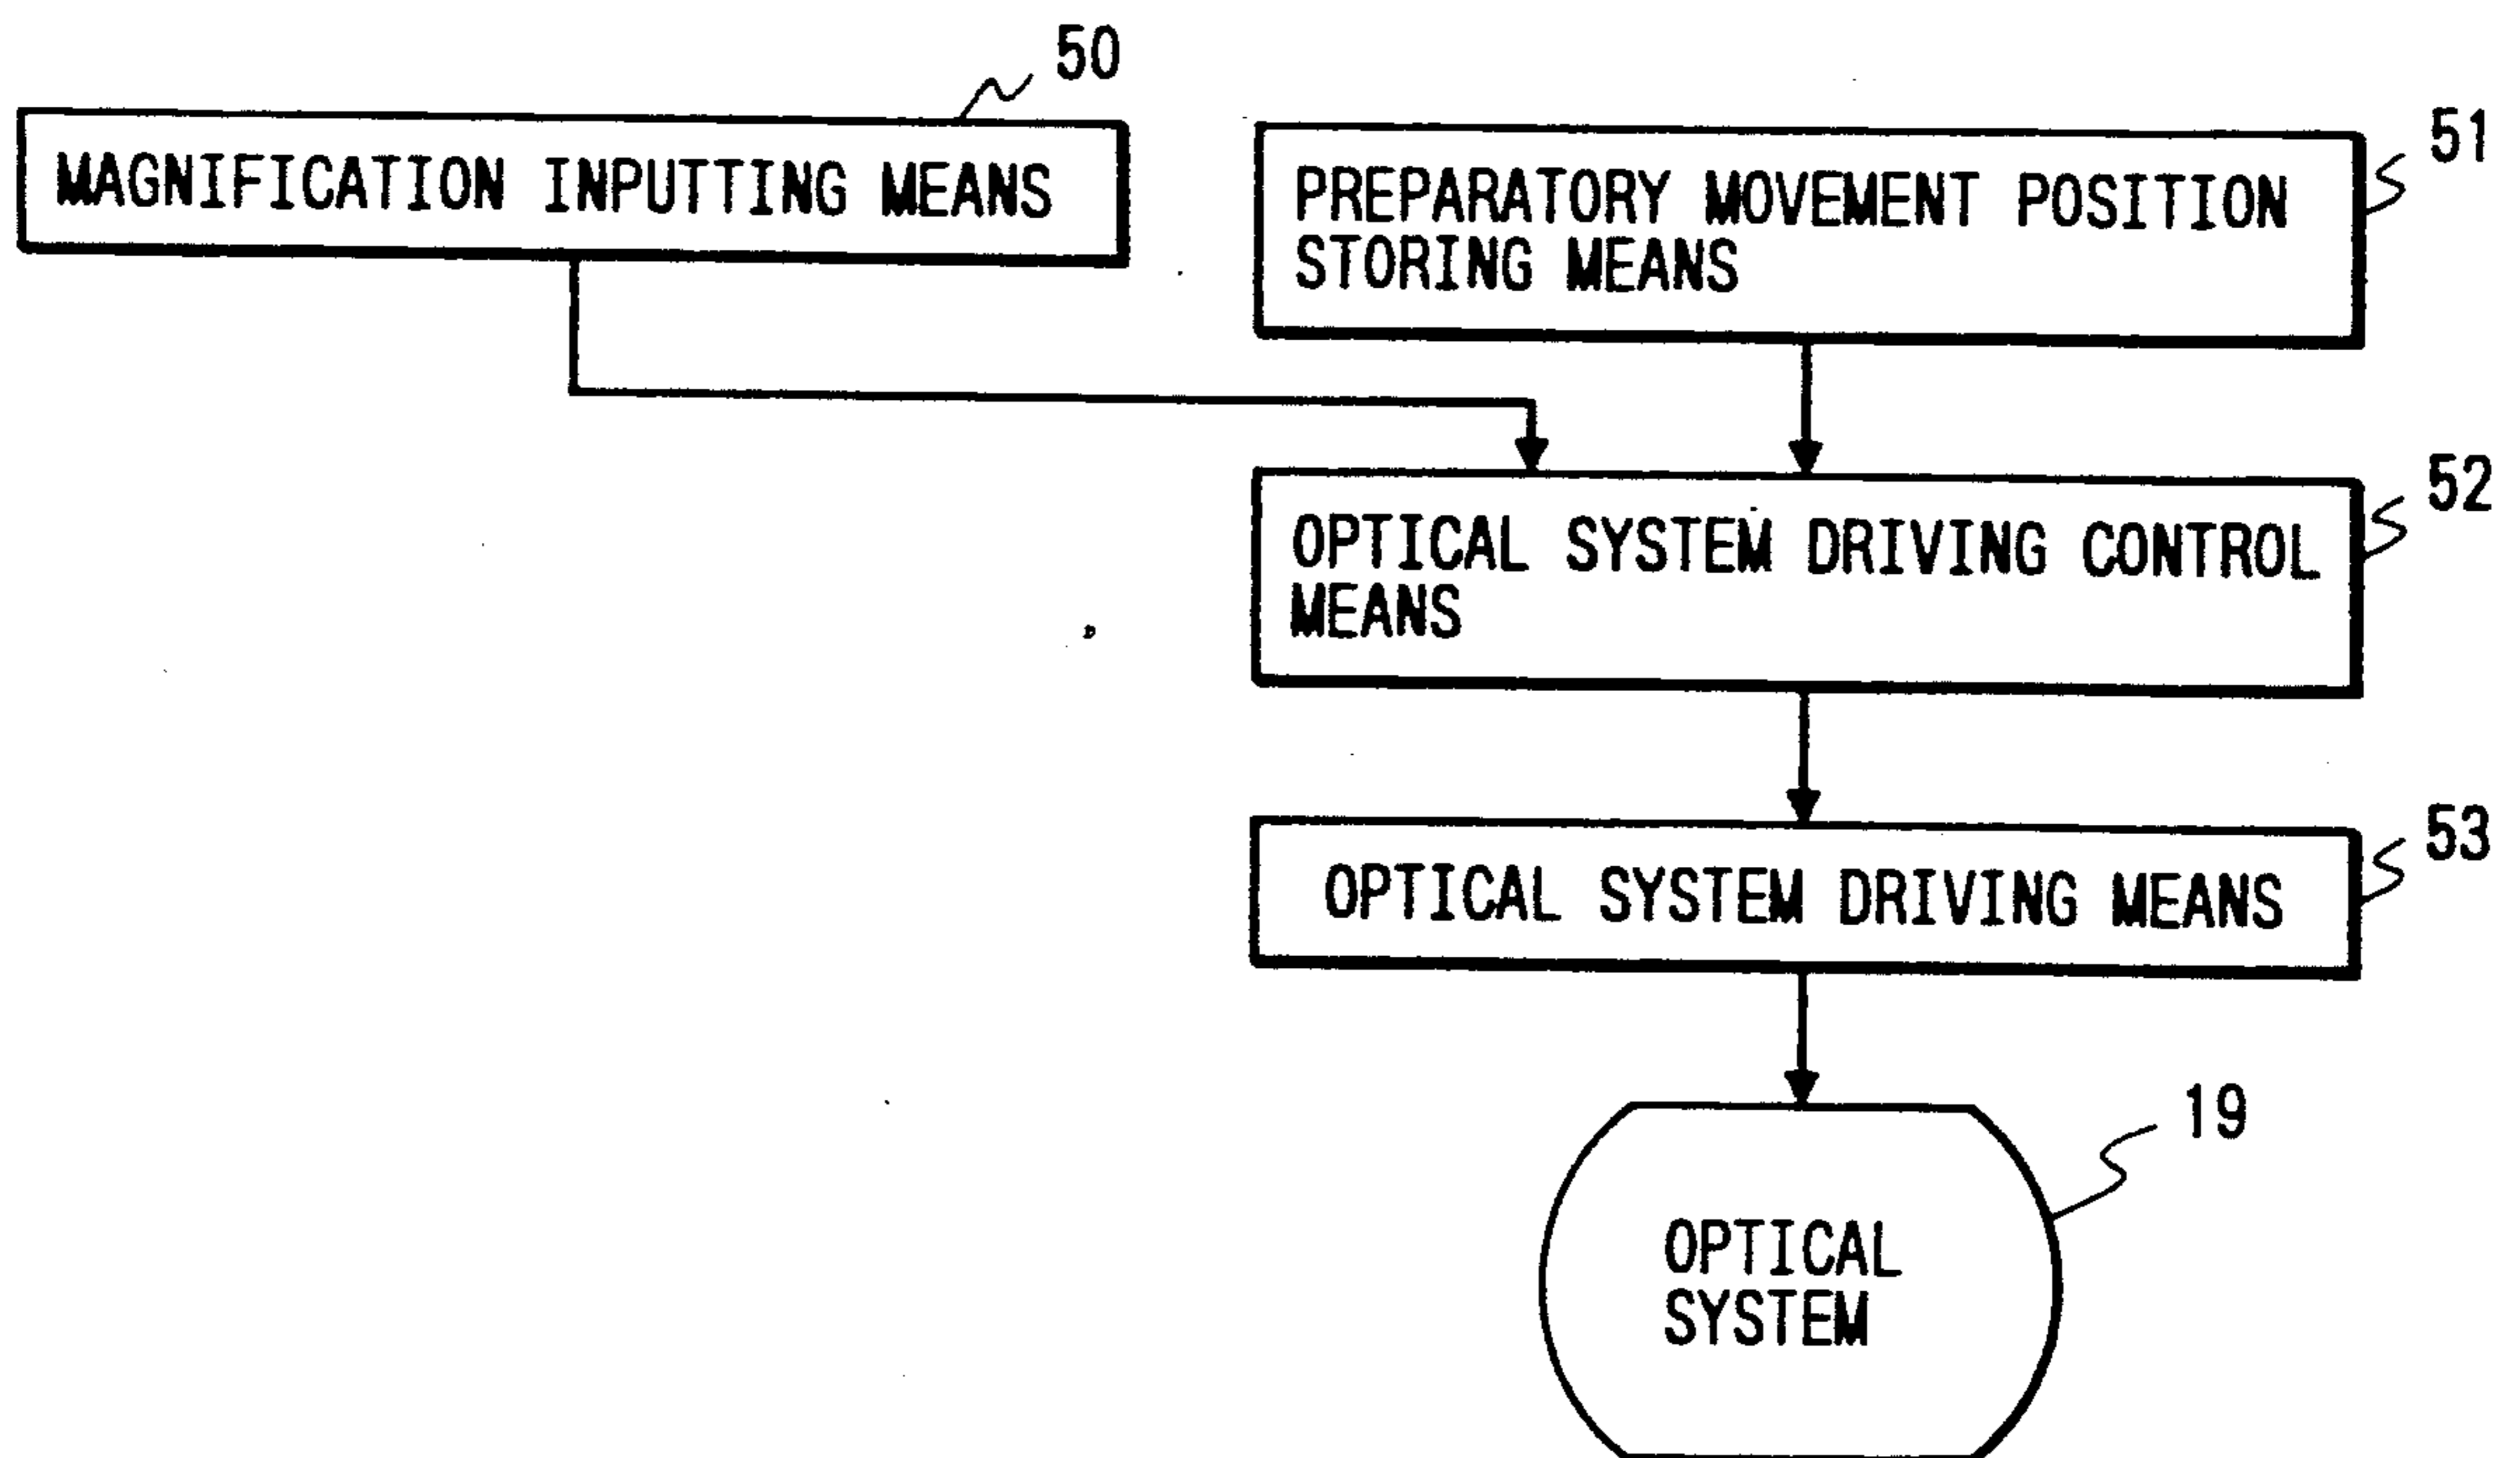 50
MAGNIFICATION INPUTTING MEANS
51
PREPARATORY MOVEMENT POSITION
STORING MEANS
52
OPTICAL SYSTEM DRIVING CONTROL
MEANS
53
OPTICAL SYSTEM DRIVING MEANS
19
OPTICAL
SYSTEM